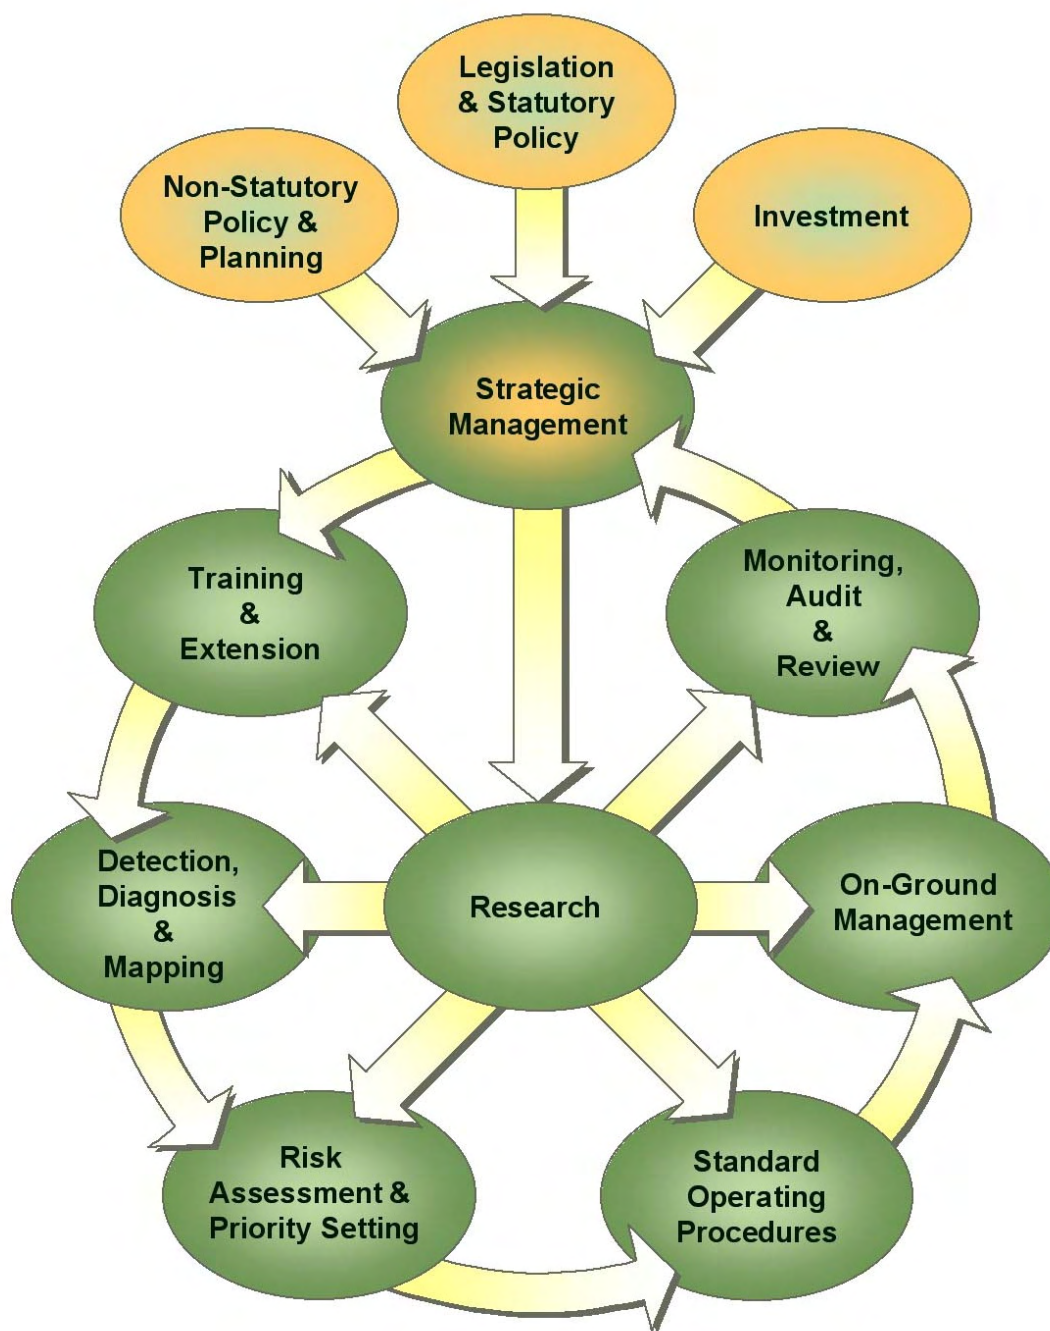 Legislation
& Statutory
Policy
Non-Statutory
Policy &
Planning
Investment
Strategic
Management
Training
&
Extension
Monitoring,
Audit
&
Review
Detection,
Diagnosis
&
Mapping
Research
On-Ground
Management
Risk
Assessment &
Priority Setting
Standard
Operating
Procedures